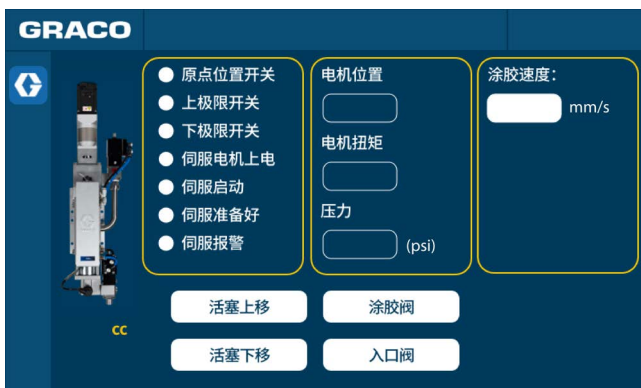 GRACO
原点位置开关
上极限开关
下极限开关
伺服电机上电
伺服启动
伺服准备好
伺服报警
电机位置
电机扭矩
压力
(psi)
涂胶速度：
mm/s
cc
活塞上移
涂胶阀
活塞下移
入口阀